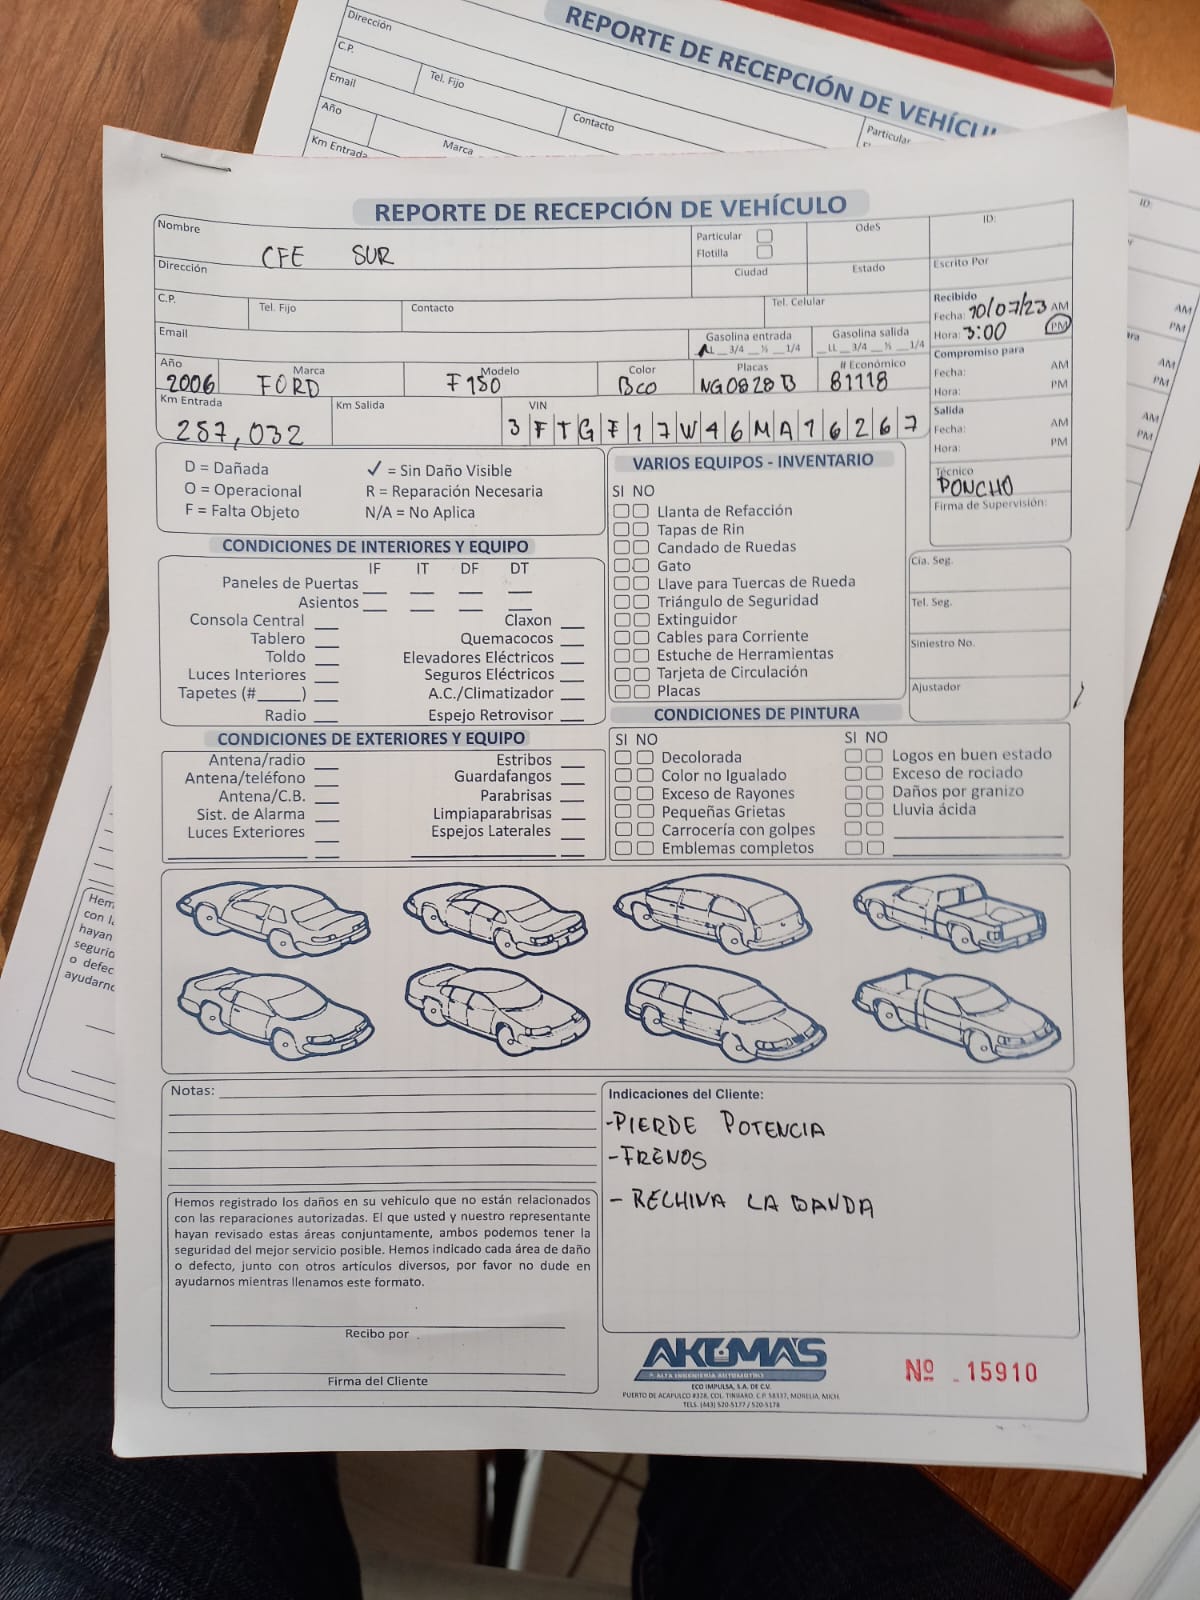 REPORTE DE RECEPCIÓN DE VEHÍCU
Dirección
C.P.
Tel. Fijo
Email
Contacto
Particular
Año
Marca
Km Entrada
ID:
AM
PM
AM
PM
AM
PM
REPORTE DE RECEPCIÓN DE VEHÍCULO
Nombre CFE SUR
Particular
Flotilla
OdeS
ID:
Dirección
Ciudad
Estado
Escrito Por
C.P.
Tel. Fijo
Contacto
Tel. Celular
Recibido
Fecha: 10/07/23 AM
Hora: 3:00 PM
Email
Gasolina entrada
LL 3/4 ½ 1/4
Gasolina salida
LL 3/4 ½ 1/4
Compromiso para
Fecha: AM
Hora: PM
Año 2006
Marca FORD
Modelo F150
Color Bco
Placas NG0828B
# Económico 81118
Km Entrada 257,032
Km Salida
VIN 3FTGF17W46MA16267
Salida
Fecha: AM
Hora: PM
Técnico
PONCHO
Firma de Supervisión:
D = Dañada
O = Operacional
F = Falta Objeto
✓ = Sin Daño Visible
R = Reparación Necesaria
N/A = No Aplica
VARIOS EQUIPOS - INVENTARIO
SI NO
Llanta de Refacción
Tapas de Rin
Candado de Ruedas
Gato
Llave para Tuercas de Rueda
Triángulo de Seguridad
Extinguidor
Cables para Corriente
Estuche de Herramientas
Tarjeta de Circulación
Placas
Cía. Seg.
Tel. Seg.
Siniestro No.
Ajustador
CONDICIONES DE INTERIORES Y EQUIPO
IF IT DF DT
Paneles de Puertas
Asientos
Consola Central
Tablero
Toldo
Luces Interiores
Tapetes (#_____)
Radio
Claxon
Quemacocos
Elevadores Eléctricos
Seguros Eléctricos
A.C./Climatizador
Espejo Retrovisor
CONDICIONES DE EXTERIORES Y EQUIPO
Antena/radio
Antena/teléfono
Antena/C.B.
Sist. de Alarma
Luces Exteriores
Estribos
Guardafangos
Parabrisas
Limpiaparabrisas
Espejos Laterales
CONDICIONES DE PINTURA
SI NO
Decolorada
Color no Igualado
Exceso de Rayones
Pequeñas Grietas
Carrocería con golpes
Emblemas completos
SI NO
Logos en buen estado
Exceso de rociado
Daños por granizo
Lluvia ácida
Notas:
Indicaciones del Cliente:
-PIERDE POTENCIA
-FRENOS
- RECHINA LA BANDA
Hemos registrado los daños en su vehiculo que no están relacionados
con las reparaciones autorizadas. El que usted y nuestro representante
hayan revisado estas áreas conjuntamente, ambos podemos tener la
seguridad del mejor servicio posible. Hemos indicado cada área de daño
o defecto, junto con otros artículos diversos, por favor no dude en
ayudarnos mientras llenamos este formato.
Recibo por
Firma del Cliente
AKEMA'S
ALTA INGENIERIA AUTOMOTRIZ
ECO IMPULSA, S.A. DE C.V.
PUERTO DE ACAPULCO #328, COL. TINIJARO, C.P. 58337, MORELIA, MICH.
TELS. (443) 520-5177 / 520-5178
Nº 15910
Hem
con l
hayan
segurid
o defec
ayudarno